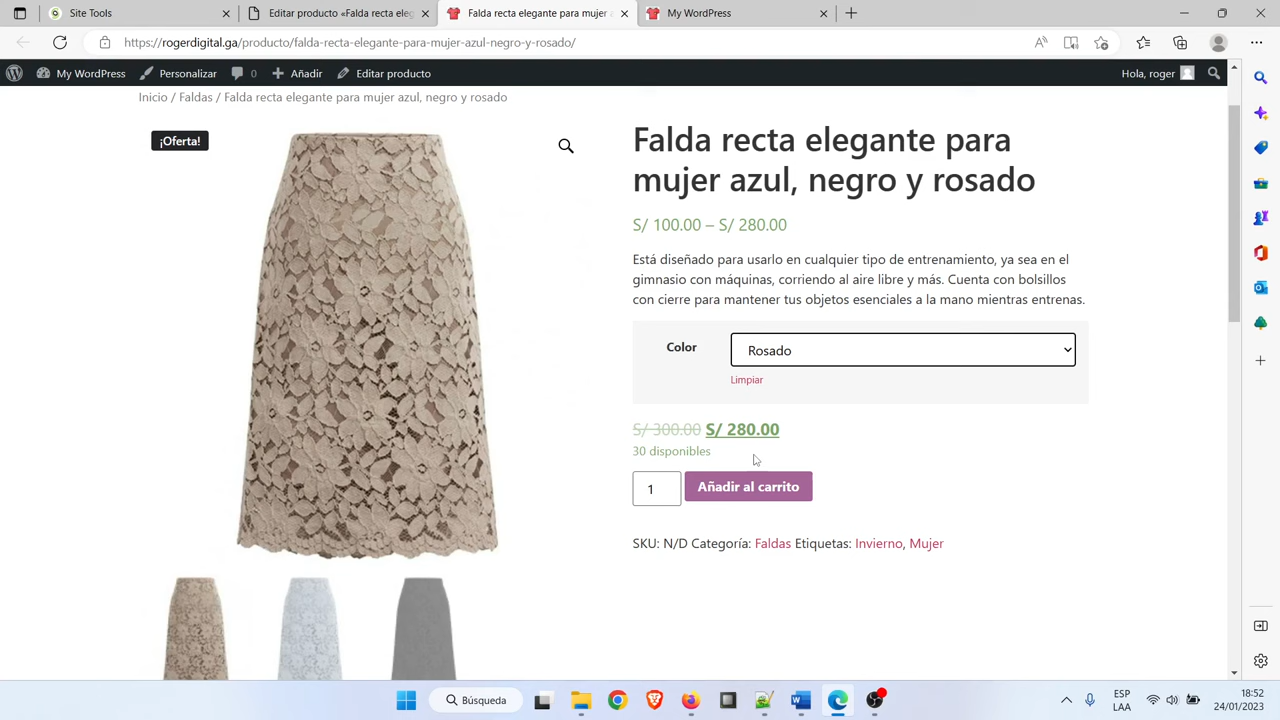 Site Tools
Editar producto «Falda recta eleg
Falda recta elegante para mujer a
My WordPress
https://rogerdigital.ga/producto/falda-recta-elegante-para-mujer-azul-negro-y-rosado/
My WordPress
Personalizar
0
Añadir
Editar producto
Hola, roger
Inicio / Faldas / Falda recta elegante para mujer azul, negro y rosado
¡Oferta!
Falda recta elegante para
mujer azul, negro y rosado
S/ 100.00 – S/ 280.00
Está diseñado para usarlo en cualquier tipo de entrenamiento, ya sea en el
gimnasio con máquinas, corriendo al aire libre y más. Cuenta con bolsillos
con cierre para mantener tus objetos esenciales a la mano mientras entrenas.
Color
Rosado
Limpiar
S/ 300.00 S/ 280.00
30 disponibles
1
Añadir al carrito
SKU: N/D Categoría: Faldas Etiquetas: Invierno, Mujer
Búsqueda
ESP
LAA
18:52
24/01/2023